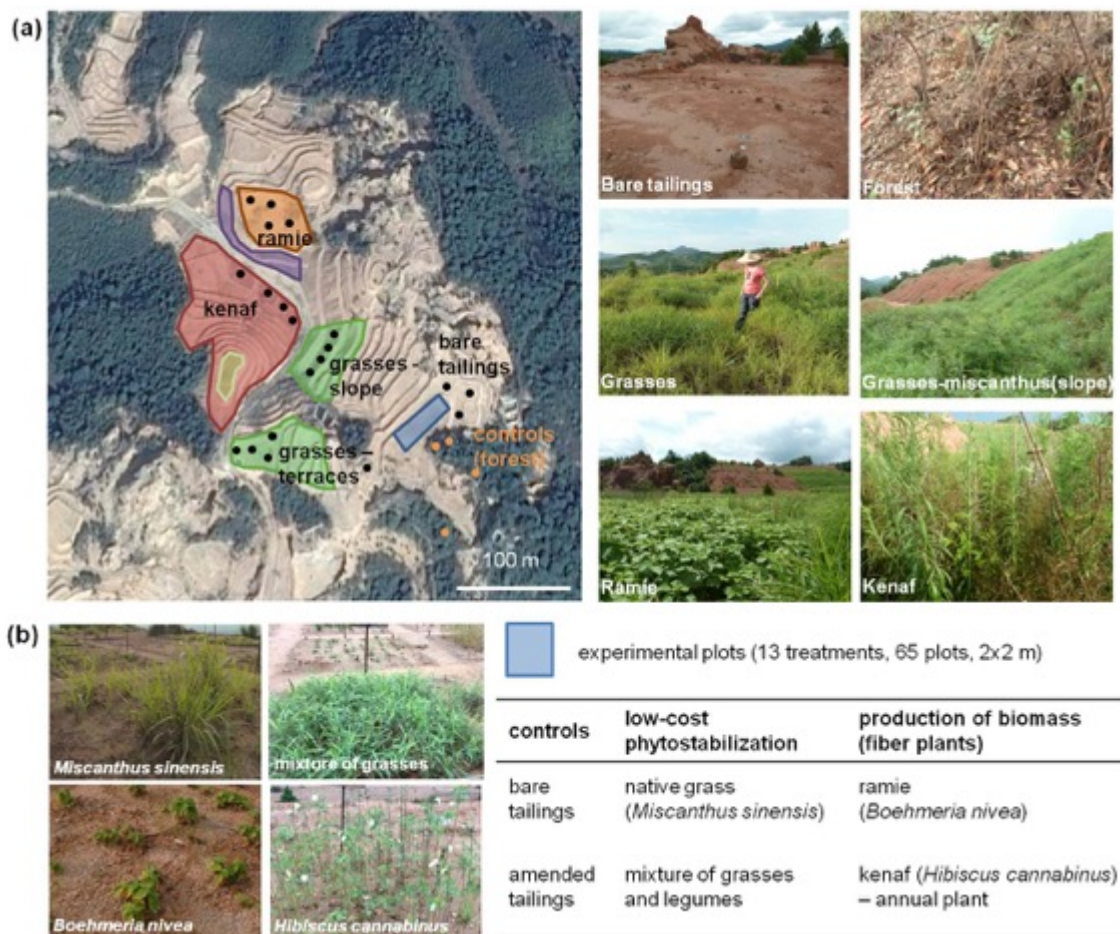 (a)
ramie
kenaf
grasses -
slope
bare
tailings
grasses –
terraces
controls
(forest)
100 m
Bare tailings
Forest
Grasses
Grasses-miscanthus(slope)
Ramie
Kenaf
(b)
Miscanthus sinensis
mixture of grasses
Boehmeria nivea
Hibiscus cannabinus
experimental plots (13 treatments, 65 plots, 2x2 m)
controls
low-cost
phytostabilization
production of biomass
(fiber plants)
bare
tailings
native grass
(Miscanthus sinensis)
ramie
(Boehmeria nivea)
amended
tailings
mixture of grasses
and legumes
kenaf (Hibiscus cannabinus)
– annual plant